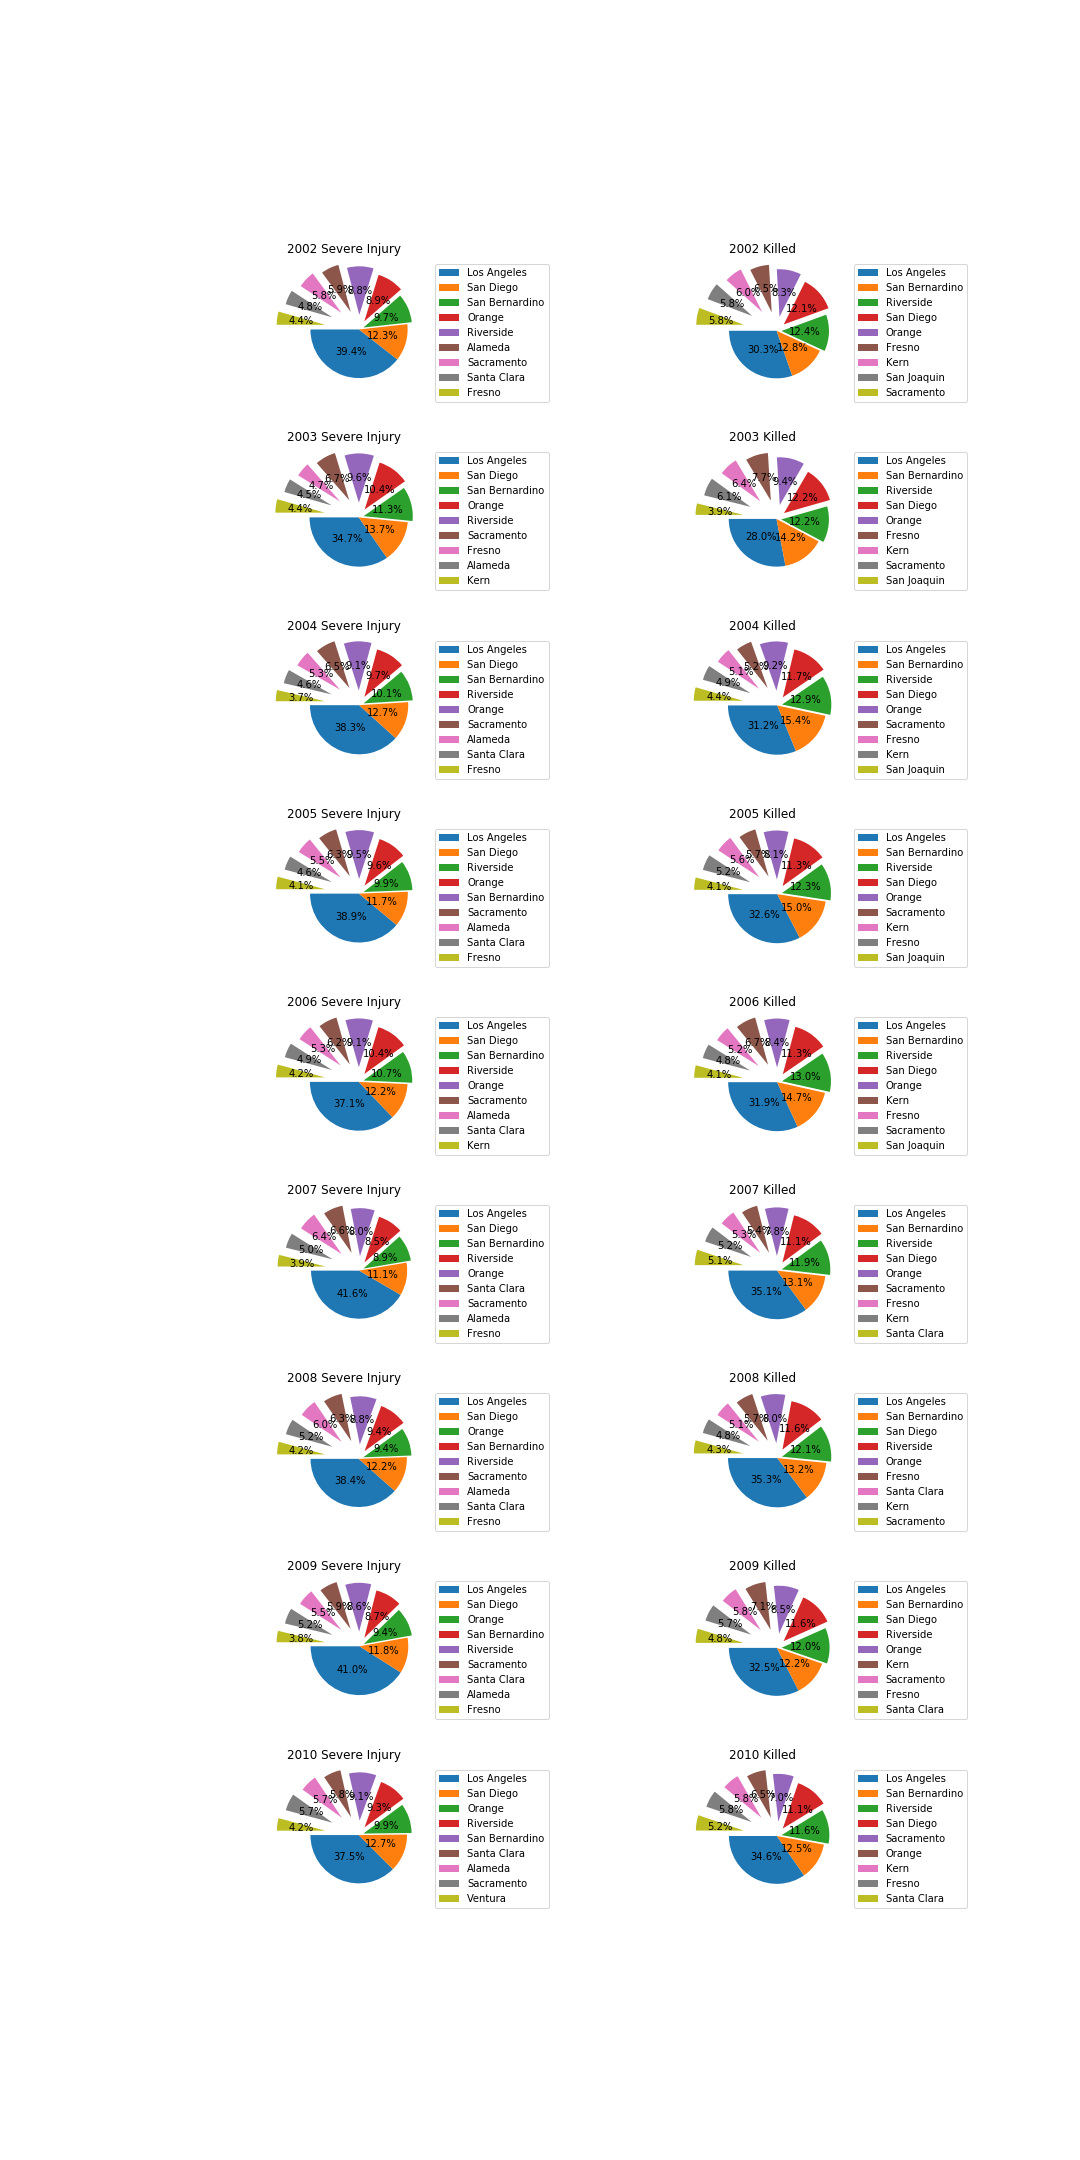 2002 Severe Injury
39.4%
12.3%
9.7%
8.9%
8.8%
5.9%
5.8%
4.8%
4.4%
Los Angeles
San Diego
San Bernardino
Orange
Riverside
Alameda
Sacramento
Santa Clara
Fresno
2002 Killed
30.3%
12.8%
12.4%
12.1%
8.3%
6.5%
6.0%
5.8%
5.8%
Los Angeles
San Bernardino
Riverside
San Diego
Orange
Fresno
Kern
San Joaquin
Sacramento
2003 Severe Injury
34.7%
13.7%
11.3%
10.4%
9.6%
6.7%
4.7%
4.5%
4.4%
Los Angeles
San Diego
San Bernardino
Orange
Riverside
Sacramento
Fresno
Alameda
Kern
2003 Killed
28.0%
14.2%
12.2%
12.2%
9.4%
7.7%
6.4%
6.1%
3.9%
Los Angeles
San Bernardino
Riverside
San Diego
Orange
Fresno
Kern
Sacramento
San Joaquin
2004 Severe Injury
38.3%
12.7%
10.1%
9.7%
9.1%
6.5%
5.3%
4.6%
3.7%
Los Angeles
San Diego
San Bernardino
Riverside
Orange
Sacramento
Alameda
Santa Clara
Fresno
2004 Killed
31.2%
15.4%
12.9%
11.7%
9.2%
5.2%
5.1%
4.9%
4.4%
Los Angeles
San Bernardino
Riverside
San Diego
Orange
Sacramento
Fresno
Kern
San Joaquin
2005 Severe Injury
38.9%
11.7%
9.9%
9.6%
9.5%
6.3%
5.5%
4.6%
4.1%
Los Angeles
San Diego
Riverside
Orange
San Bernardino
Sacramento
Alameda
Santa Clara
Fresno
2005 Killed
32.6%
15.0%
12.3%
11.3%
8.1%
5.7%
5.6%
5.2%
4.1%
Los Angeles
San Bernardino
Riverside
San Diego
Orange
Sacramento
Kern
Fresno
San Joaquin
2006 Severe Injury
37.1%
12.2%
10.7%
10.4%
9.1%
6.2%
5.3%
4.9%
4.2%
Los Angeles
San Diego
San Bernardino
Riverside
Orange
Sacramento
Alameda
Santa Clara
Kern
2006 Killed
31.9%
14.7%
13.0%
11.3%
8.4%
6.7%
5.2%
4.8%
4.1%
Los Angeles
San Bernardino
Riverside
San Diego
Orange
Kern
Fresno
Sacramento
San Joaquin
2007 Severe Injury
41.6%
11.1%
8.9%
8.5%
8.0%
6.6%
6.4%
5.0%
3.9%
Los Angeles
San Diego
San Bernardino
Riverside
Orange
Santa Clara
Sacramento
Alameda
Fresno
2007 Killed
35.1%
13.1%
11.9%
11.1%
7.8%
5.4%
5.3%
5.2%
5.1%
Los Angeles
San Bernardino
Riverside
San Diego
Orange
Sacramento
Fresno
Kern
Santa Clara
2008 Severe Injury
38.4%
12.2%
9.4%
9.4%
8.8%
6.3%
6.0%
5.2%
4.2%
Los Angeles
San Diego
Orange
San Bernardino
Riverside
Sacramento
Alameda
Santa Clara
Fresno
2008 Killed
35.3%
13.2%
12.1%
11.6%
8.0%
5.7%
5.1%
4.8%
4.3%
Los Angeles
San Bernardino
San Diego
Riverside
Orange
Fresno
Santa Clara
Kern
Sacramento
2009 Severe Injury
41.0%
11.8%
9.4%
8.7%
8.6%
5.9%
5.5%
5.2%
3.8%
Los Angeles
San Diego
Orange
San Bernardino
Riverside
Sacramento
Santa Clara
Alameda
Fresno
2009 Killed
32.5%
12.2%
12.0%
11.6%
8.5%
7.1%
5.8%
5.7%
4.8%
Los Angeles
San Bernardino
San Diego
Riverside
Orange
Kern
Sacramento
Fresno
Santa Clara
2010 Severe Injury
37.5%
12.7%
9.9%
9.3%
9.1%
5.8%
5.7%
5.7%
4.2%
Los Angeles
San Diego
Orange
Riverside
San Bernardino
Santa Clara
Alameda
Sacramento
Ventura
2010 Killed
34.6%
12.5%
11.6%
11.1%
7.0%
6.5%
5.8%
5.8%
5.2%
Los Angeles
San Bernardino
Riverside
San Diego
Sacramento
Orange
Kern
Fresno
Santa Clara